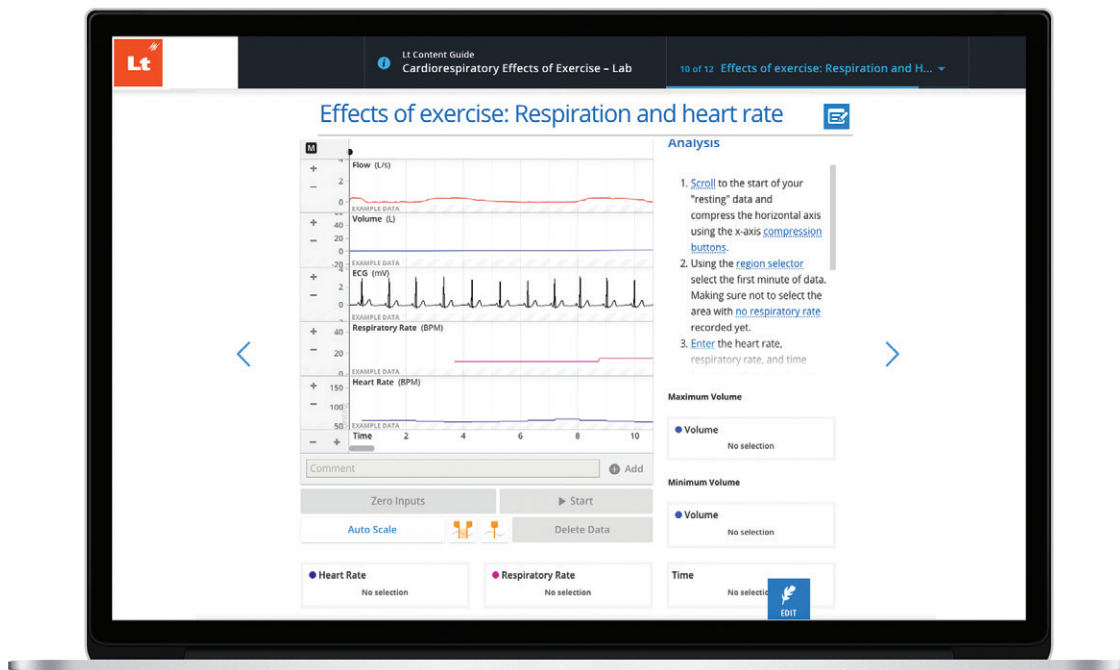 Lt
Lt Content Guide
Cardiorespiratory Effects of Exercise – Lab
10 of 12 Effects of exercise: Respiration and H...
Effects of exercise: Respiration and heart rate
M
Flow (L/s)
+
4
2
−
0
EXAMPLE DATA
Volume (L)
+
40
−
20
0
-20
EXAMPLE DATA
ECG (mV)
+
4
2
−
0
EXAMPLE DATA
Respiratory Rate (BPM)
+
40
−
20
0
EXAMPLE DATA
Heart Rate (BPM)
+
150
−
100
50
EXAMPLE DATA
− +
Time 2 4 6 8 10
Comment
Add
Zero Inputs
Start
Auto Scale
Delete Data
Heart Rate
No selection
Respiratory Rate
No selection
Analysis
1. Scroll to the start of your
"resting" data and
compress the horizontal axis
using the x-axis compression
buttons.
2. Using the region selector
select the first minute of data.
Making sure not to select the
area with no respiratory rate
recorded yet.
3. Enter the heart rate,
respiratory rate, and time
Maximum Volume
Volume
No selection
Minimum Volume
Volume
No selection
Time
No
EDIT